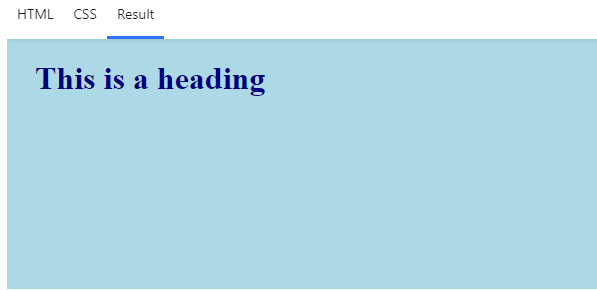 HTML CSS Result
This is a heading